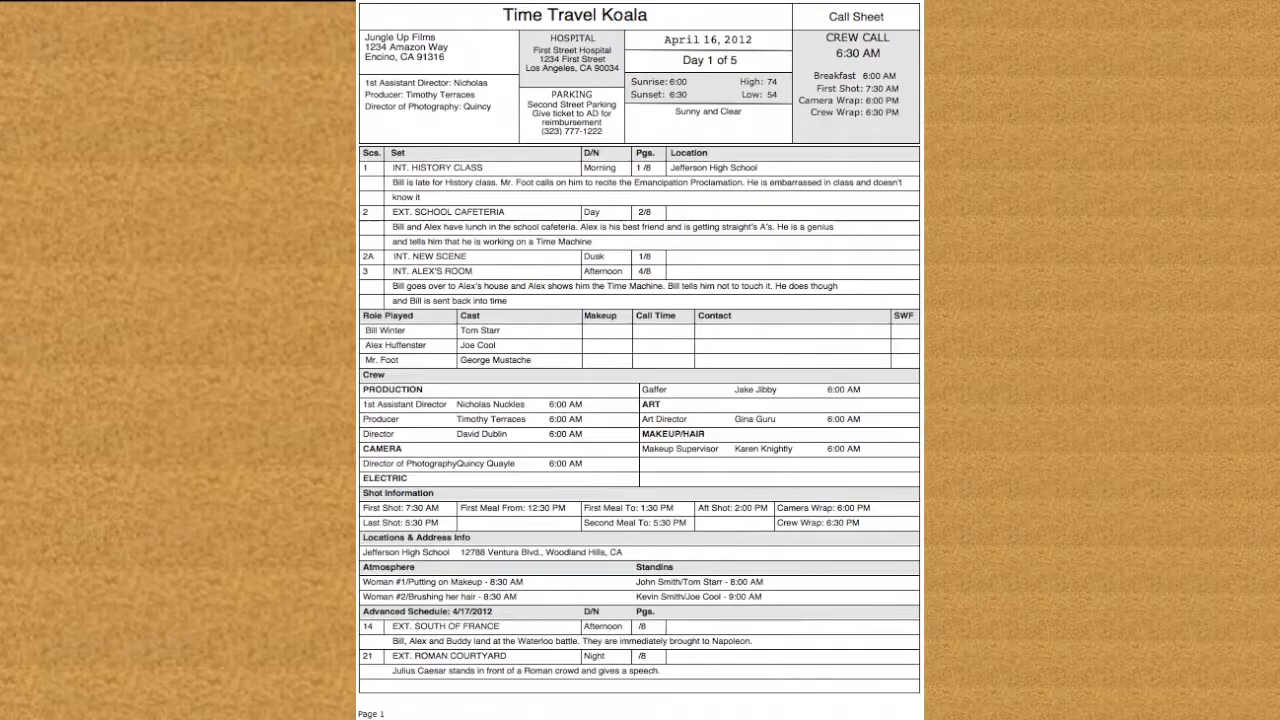 Time Travel Koala
Call Sheet
Jungle Up Films
1234 Amazon Way
Encino, CA 91316
1st Assistant Director: Nicholas
Producer: Timothy Terraces
Director of Photography: Quincy
HOSPITAL
First Street Hospital
1234 First Street
Los Angeles, CA 90034
PARKING
Second Street Parking
Give ticket to AD for
reimbursement
(323) 777-1222
April 16, 2012
Day 1 of 5
Sunrise: 6:00 High: 74
Sunset: 6:30 Low: 54
Sunny and Clear
CREW CALL
6:30 AM
Breakfast 6:00 AM
First Shot: 7:30 AM
Camera Wrap: 6:00 PM
Crew Wrap: 6:30 PM
Scs. Set D/N Pgs. Location
1 INT. HISTORY CLASS Morning 1 /8 Jefferson High School
Bill is late for History class. Mr. Foot calls on him to recite the Emancipation Proclamation. He is embarrassed in class and doesn't
know it
2 EXT. SCHOOL CAFETERIA Day 2/8
Bill and Alex have lunch in the school cafeteria. Alex is his best friend and is getting straight's A's. He is a genius
and tells him that he is working on a Time Machine
2A INT. NEW SCENE Dusk 1/8
3 INT. ALEX'S ROOM Afternoon 4/8
Bill goes over to Alex's house and Alex shows him the Time Machine. Bill tells him not to touch it. He does though
and Bill is sent back into time
Role Played Cast Makeup Call Time Contact SWF
Bill Winter Tom Starr
Alex Huffenster Joe Cool
Mr. Foot George Mustache
Crew
PRODUCTION Gaffer Jake Jibby 6:00 AM
1st Assistant Director Nicholas Nuckles 6:00 AM ART
Producer Timothy Terraces 6:00 AM Art Director Gina Guru 6:00 AM
Director David Dublin 6:00 AM MAKEUP/HAIR
CAMERA Makeup Supervisor Karen Knightly 6:00 AM
Director of PhotographyQuincy Quayle 6:00 AM
ELECTRIC
Shot Information
First Shot: 7:30 AM First Meal From: 12:30 PM First Meal To: 1:30 PM Aft Shot: 2:00 PM Camera Wrap: 6:00 PM
Last Shot: 5:30 PM Second Meal To: 5:30 PM Crew Wrap: 6:30 PM
Locations & Address Info
Jefferson High School 12788 Ventura Blvd., Woodland Hills, CA
Atmosphere Standins
Woman #1/Putting on Makeup - 8:30 AM John Smith/Tom Starr - 8:00 AM
Woman #2/Brushing her hair - 8:30 AM Kevin Smith/Joe Cool - 9:00 AM
Advanced Schedule: 4/17/2012 D/N Pgs.
14 EXT. SOUTH OF FRANCE Afternoon /8
Bill, Alex and Buddy land at the Waterloo battle. They are immediately brought to Napoleon.
21 EXT. ROMAN COURTYARD Night /8
Julius Caesar stands in front of a Roman crowd and gives a speech.
Page 1